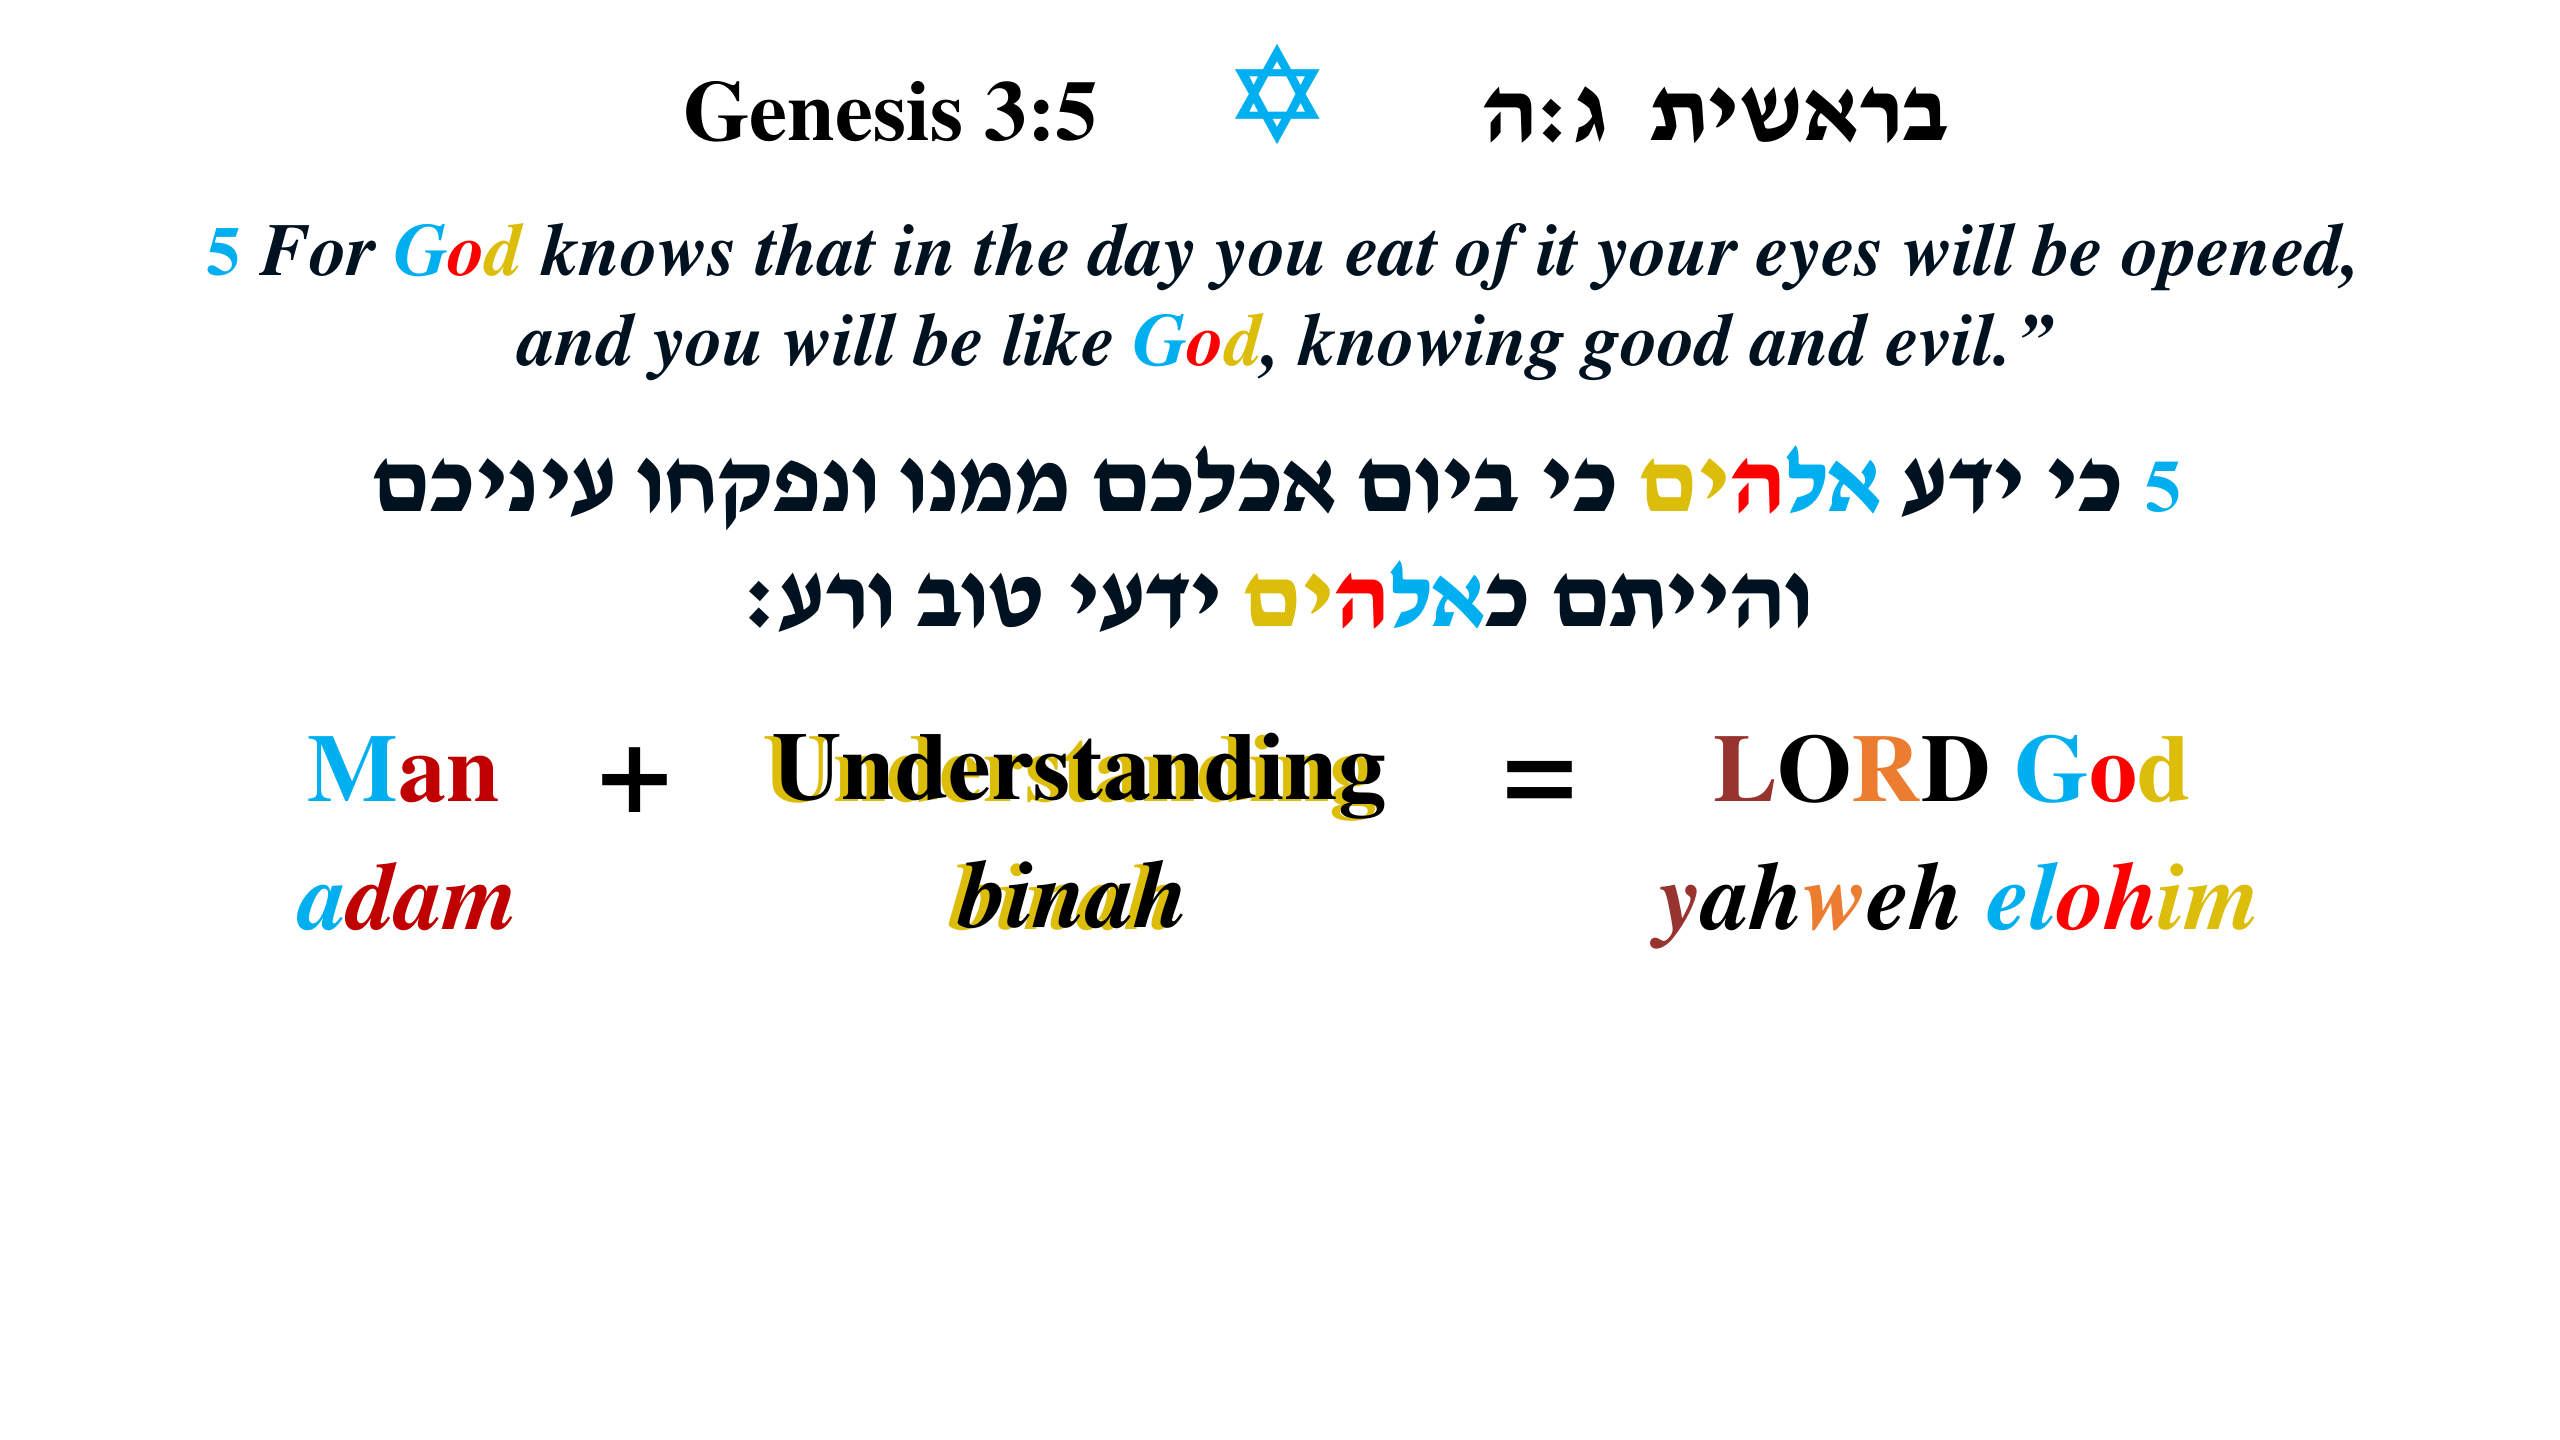 Genesis 3:5 ✡ בראשית ג:ה
5 For God knows that in the day you eat of it your eyes will be opened,
and you will be like God, knowing good and evil.”
5 כי ידע אלהים כי ביום אכלכם ממנו ונפקחו עיניכם
והייתם כאלהים ידעי טוב ורע:
Man + Understanding = LORD God
adam binah yahweh elohim